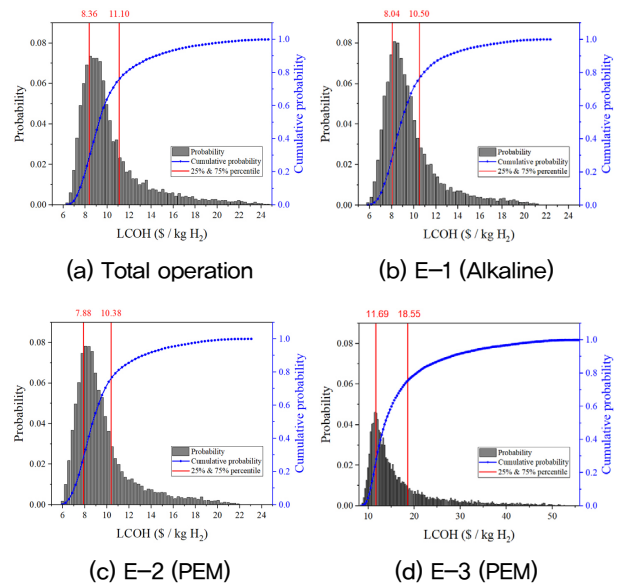 8.36 11.10
0.08
0.06
0.04
0.02
0.00
Probability
1.0
0.8
0.6
0.4
0.2
0.0
Cumulative probability
Probability
Cumulative probability
25% & 75% percentile
6 8 10 12 14 16 18 20 22 24
LCOH ($ / kg H₂)
(a) Total operation
8.04 10.50
0.08
0.06
0.04
0.02
0.00
Probability
1.0
0.8
0.6
0.4
0.2
0.0
Cumulative probability
Probability
Cumulative probability
25% & 75% percentile
6 8 10 12 14 16 18 20 22 24
LCOH ($ / kg H₂)
(b) E-1 (Alkaline)
7.88 10.38
0.08
0.06
0.04
0.02
0.00
Probability
1.0
0.8
0.6
0.4
0.2
0.0
Cumulative probability
Probability
Cumulative probability
25% & 75% percentile
6 8 10 12 14 16 18 20 22 24
LCOH ($ / kg H₂)
(c) E-2 (PEM)
11.69 18.55
0.08
0.06
0.04
0.02
0.00
Probability
1.0
0.8
0.6
0.4
0.2
0.0
Cumulative probability
Probability
Cumulative probability
25% & 75% percentile
10 20 30 40 50
LCOH ($ / kg H₂)
(d) E-3 (PEM)